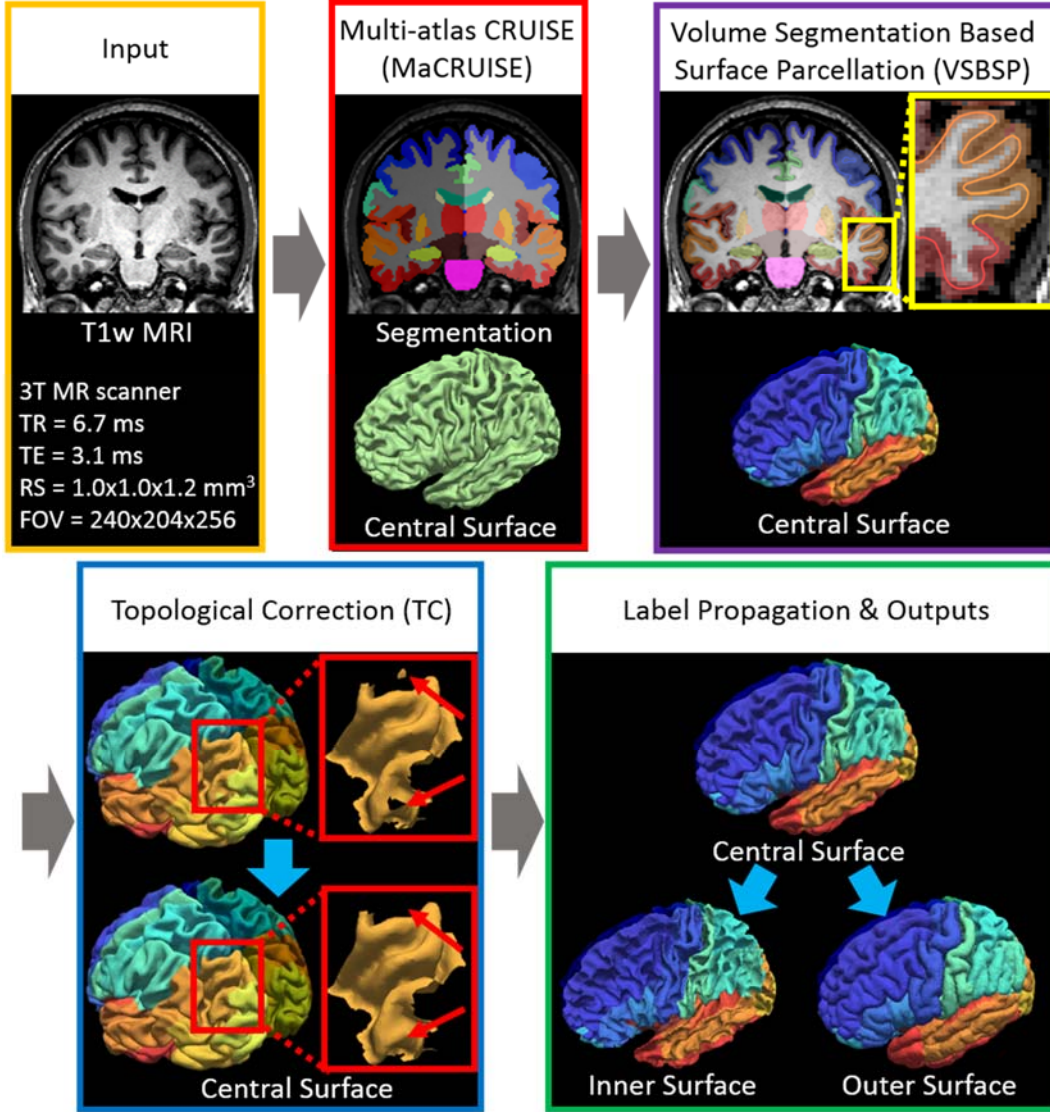 Input
T1w MRI
3T MR scanner
TR = 6.7 ms
TE = 3.1 ms
RS = 1.0x1.0x1.2 mm³
FOV = 240x204x256
Multi-atlas CRUISE
(MaCRUISE)
Segmentation
Central Surface
Volume Segmentation Based
Surface Parcellation (VSBSP)
Central Surface
Topological Correction (TC)
Central Surface
Label Propagation & Outputs
Central Surface
Inner Surface
Outer Surface